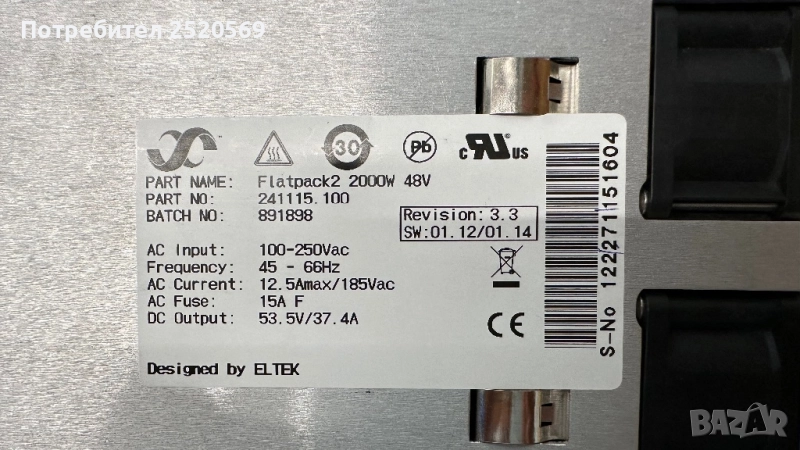 Потребител 2520569
30
Pb
c RU US
PART NAME: Flatpack2 2000W 48V
PART NO: 241115.100
BATCH NO: 891898
Revision: 3.3
SW:01.12/01.14
AC Input: 100-250Vac
Frequency: 45 - 66Hz
AC Current: 12.5Amax/185Vac
AC Fuse: 15A F
DC Output: 53.5V/37.4A
CE
Designed by ELTEK
S-No 122271151604
BAZAR